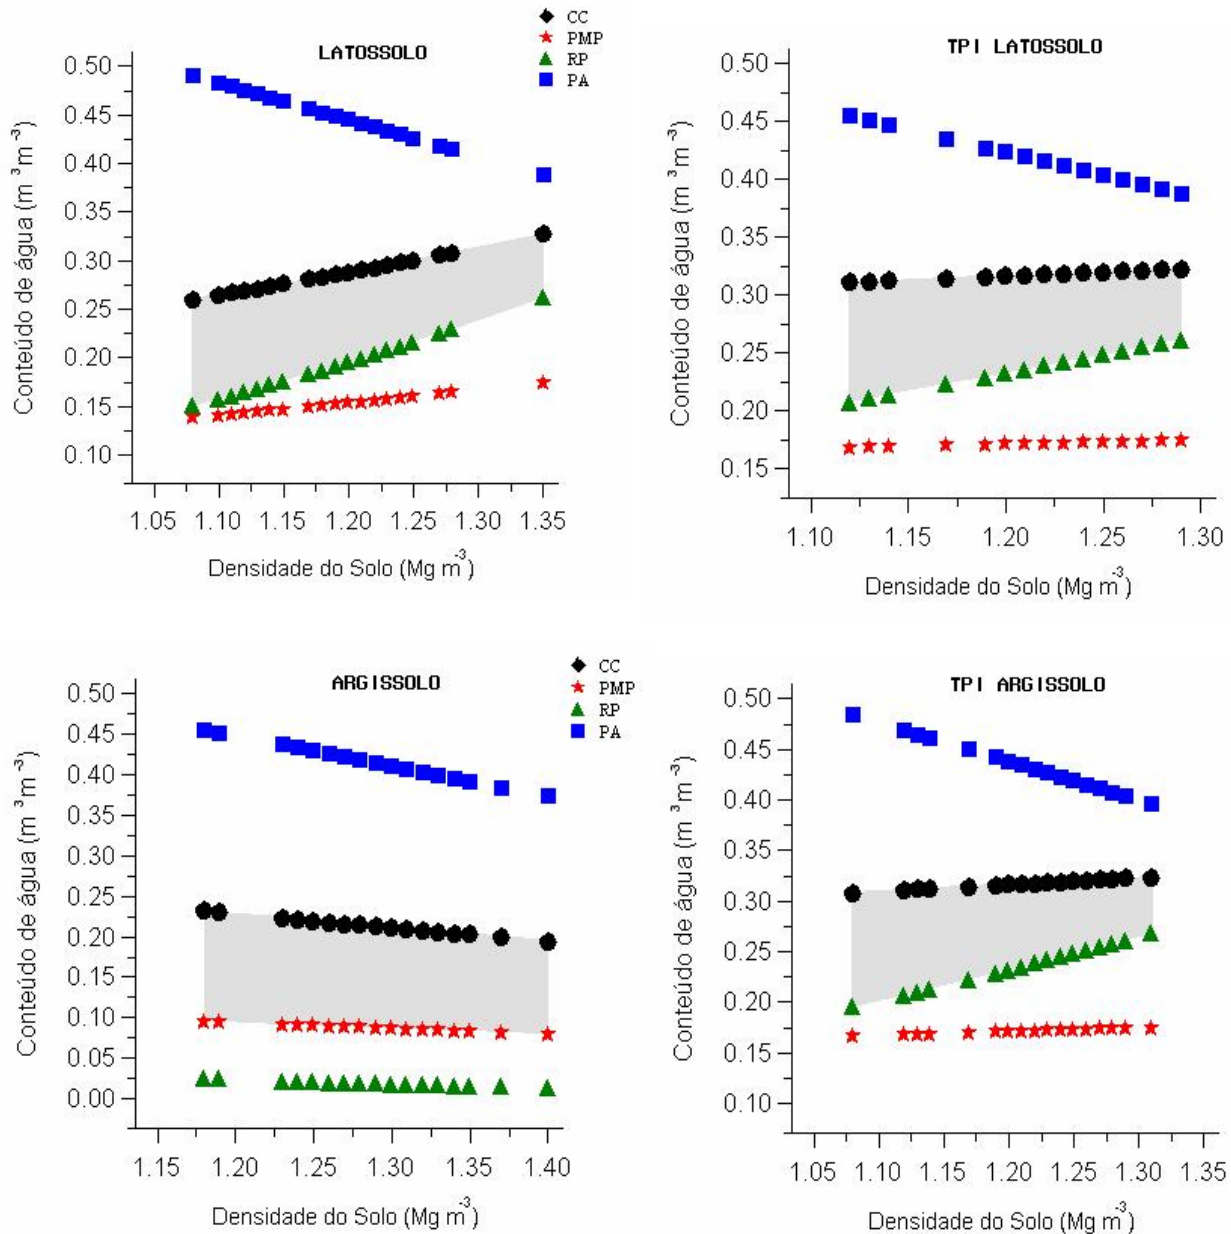 CC
PMP
RP
PA
LATOSSOLO
0.50
0.45
0.40
0.35
0.30
0.25
0.20
0.15
0.10
Conteúdo de água (m³m⁻³)
1.05 1.10 1.15 1.20 1.25 1.30 1.35
Densidade do Solo (Mg m⁻³)
TPI LATOSSOLO
0.50
0.45
0.40
0.35
0.30
0.25
0.20
0.15
Conteúdo de água (m³m⁻³)
1.10 1.20 1.30
Densidade do Solo (Mg m⁻³)
CC
PMP
RP
PA
ARGISSOLO
0.50
0.45
0.40
0.35
0.30
0.25
0.20
0.15
0.10
0.05
0.00
Conteúdo de água (m³m⁻³)
1.15 1.20 1.25 1.30 1.35 1.40
Densidade do Solo (Mg m⁻³)
TPI ARGISSOLO
0.50
0.45
0.40
0.35
0.30
0.25
0.20
0.15
0.10
Conteúdo de água (m³m⁻³)
1.05 1.10 1.15 1.20 1.25 1.30 1.35
Densidade do Solo (Mg m⁻³)